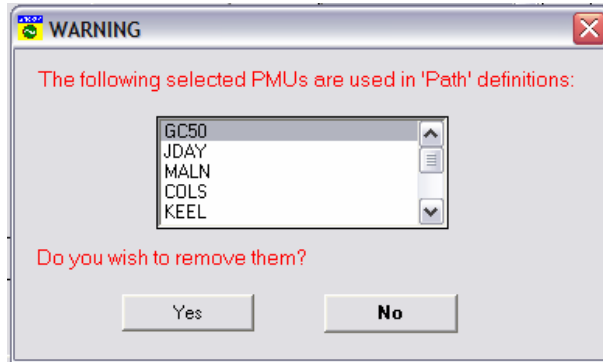 WARNING
The following selected PMUs are used in 'Path' definitions:
GC50
JDAY
MALN
COLS
KEEL
Do you wish to remove them?
Yes No